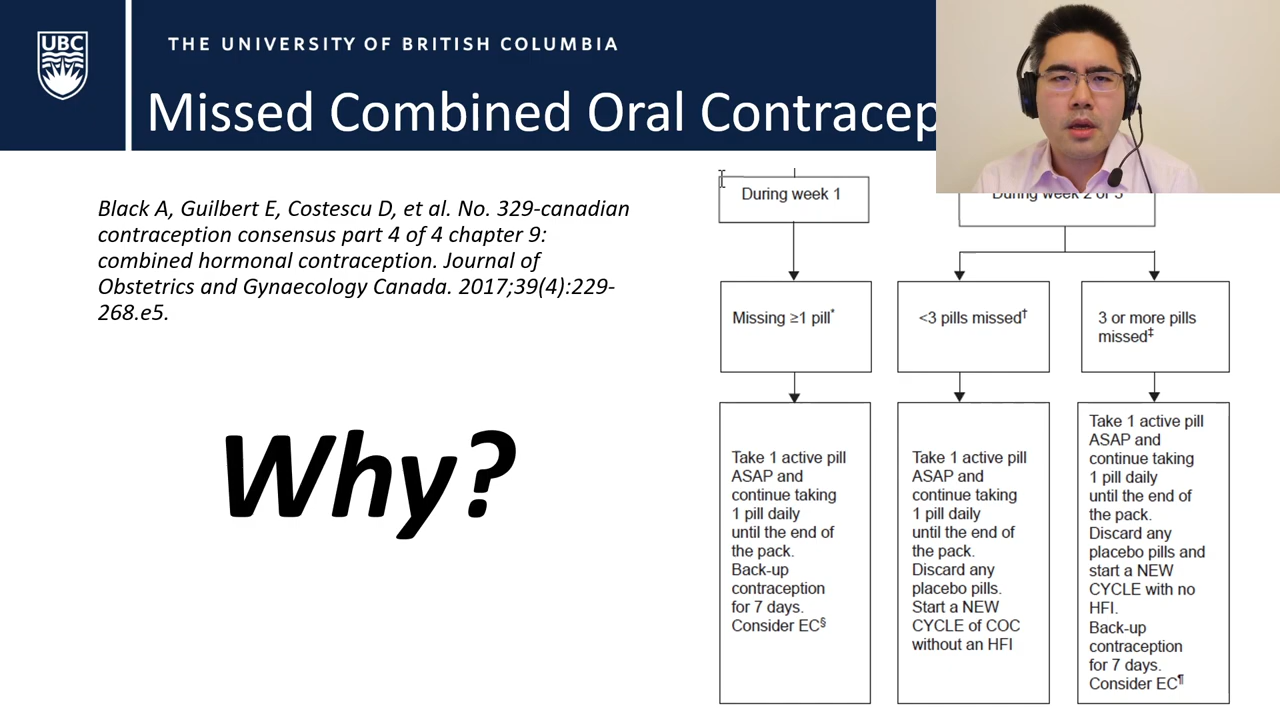 UBC
THE UNIVERSITY OF BRITISH COLUMBIA
Missed Combined Oral Contracep
Black A, Guilbert E, Costescu D, et al. No. 329-canadian
contraception consensus part 4 of 4 chapter 9:
combined hormonal contraception. Journal of
Obstetrics and Gynaecology Canada. 2017;39(4):229-
268.e5.
Why?
During week 1
During week 2 or 3
Missing ≥1 pill*
<3 pills missed†
3 or more pills
missed‡
Take 1 active pill
ASAP and
continue taking
1 pill daily
until the end of
the pack.
Back-up
contraception
for 7 days.
Consider EC§
Take 1 active pill
ASAP and
continue taking
1 pill daily
until the end of
the pack.
Discard any
placebo pills.
Start a NEW
CYCLE of COC
without an HFI
Take 1 active pill
ASAP and
continue taking
1 pill daily
until the end of
the pack.
Discard any
placebo pills and
start a NEW
CYCLE with no
HFI.
Back-up
contraception
for 7 days.
Consider EC¶